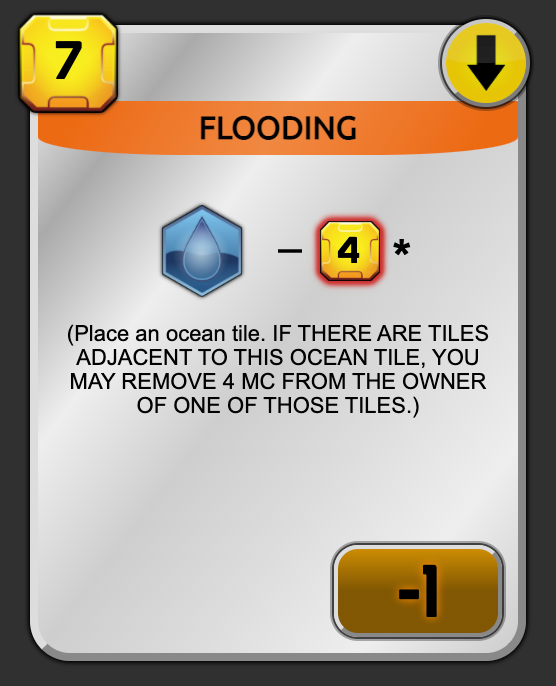 7
FLOODING
– 4 *
(Place an ocean tile. IF THERE ARE TILES
ADJACENT TO THIS OCEAN TILE, YOU
MAY REMOVE 4 MC FROM THE OWNER
OF ONE OF THOSE TILES.)
-1